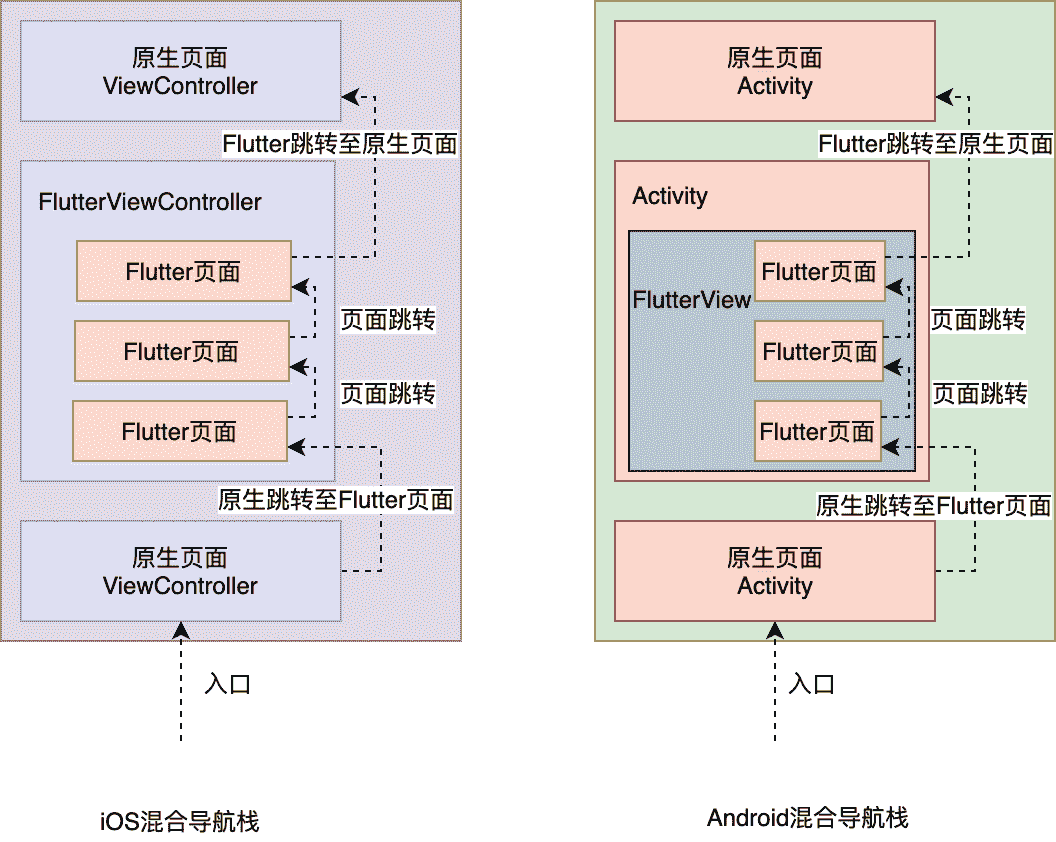 原生页面
ViewController
Flutter跳转至原生页面
FlutterViewController
Flutter页面
页面跳转
Flutter页面
页面跳转
Flutter页面
原生跳转至Flutter页面
原生页面
ViewController
入口
iOS混合导航栈
原生页面
Activity
Flutter跳转至原生页面
Activity
Flutter页面
FlutterView
页面跳转
Flutter页面
页面跳转
Flutter页面
原生跳转至Flutter页面
原生页面
Activity
入口
Android混合导航栈